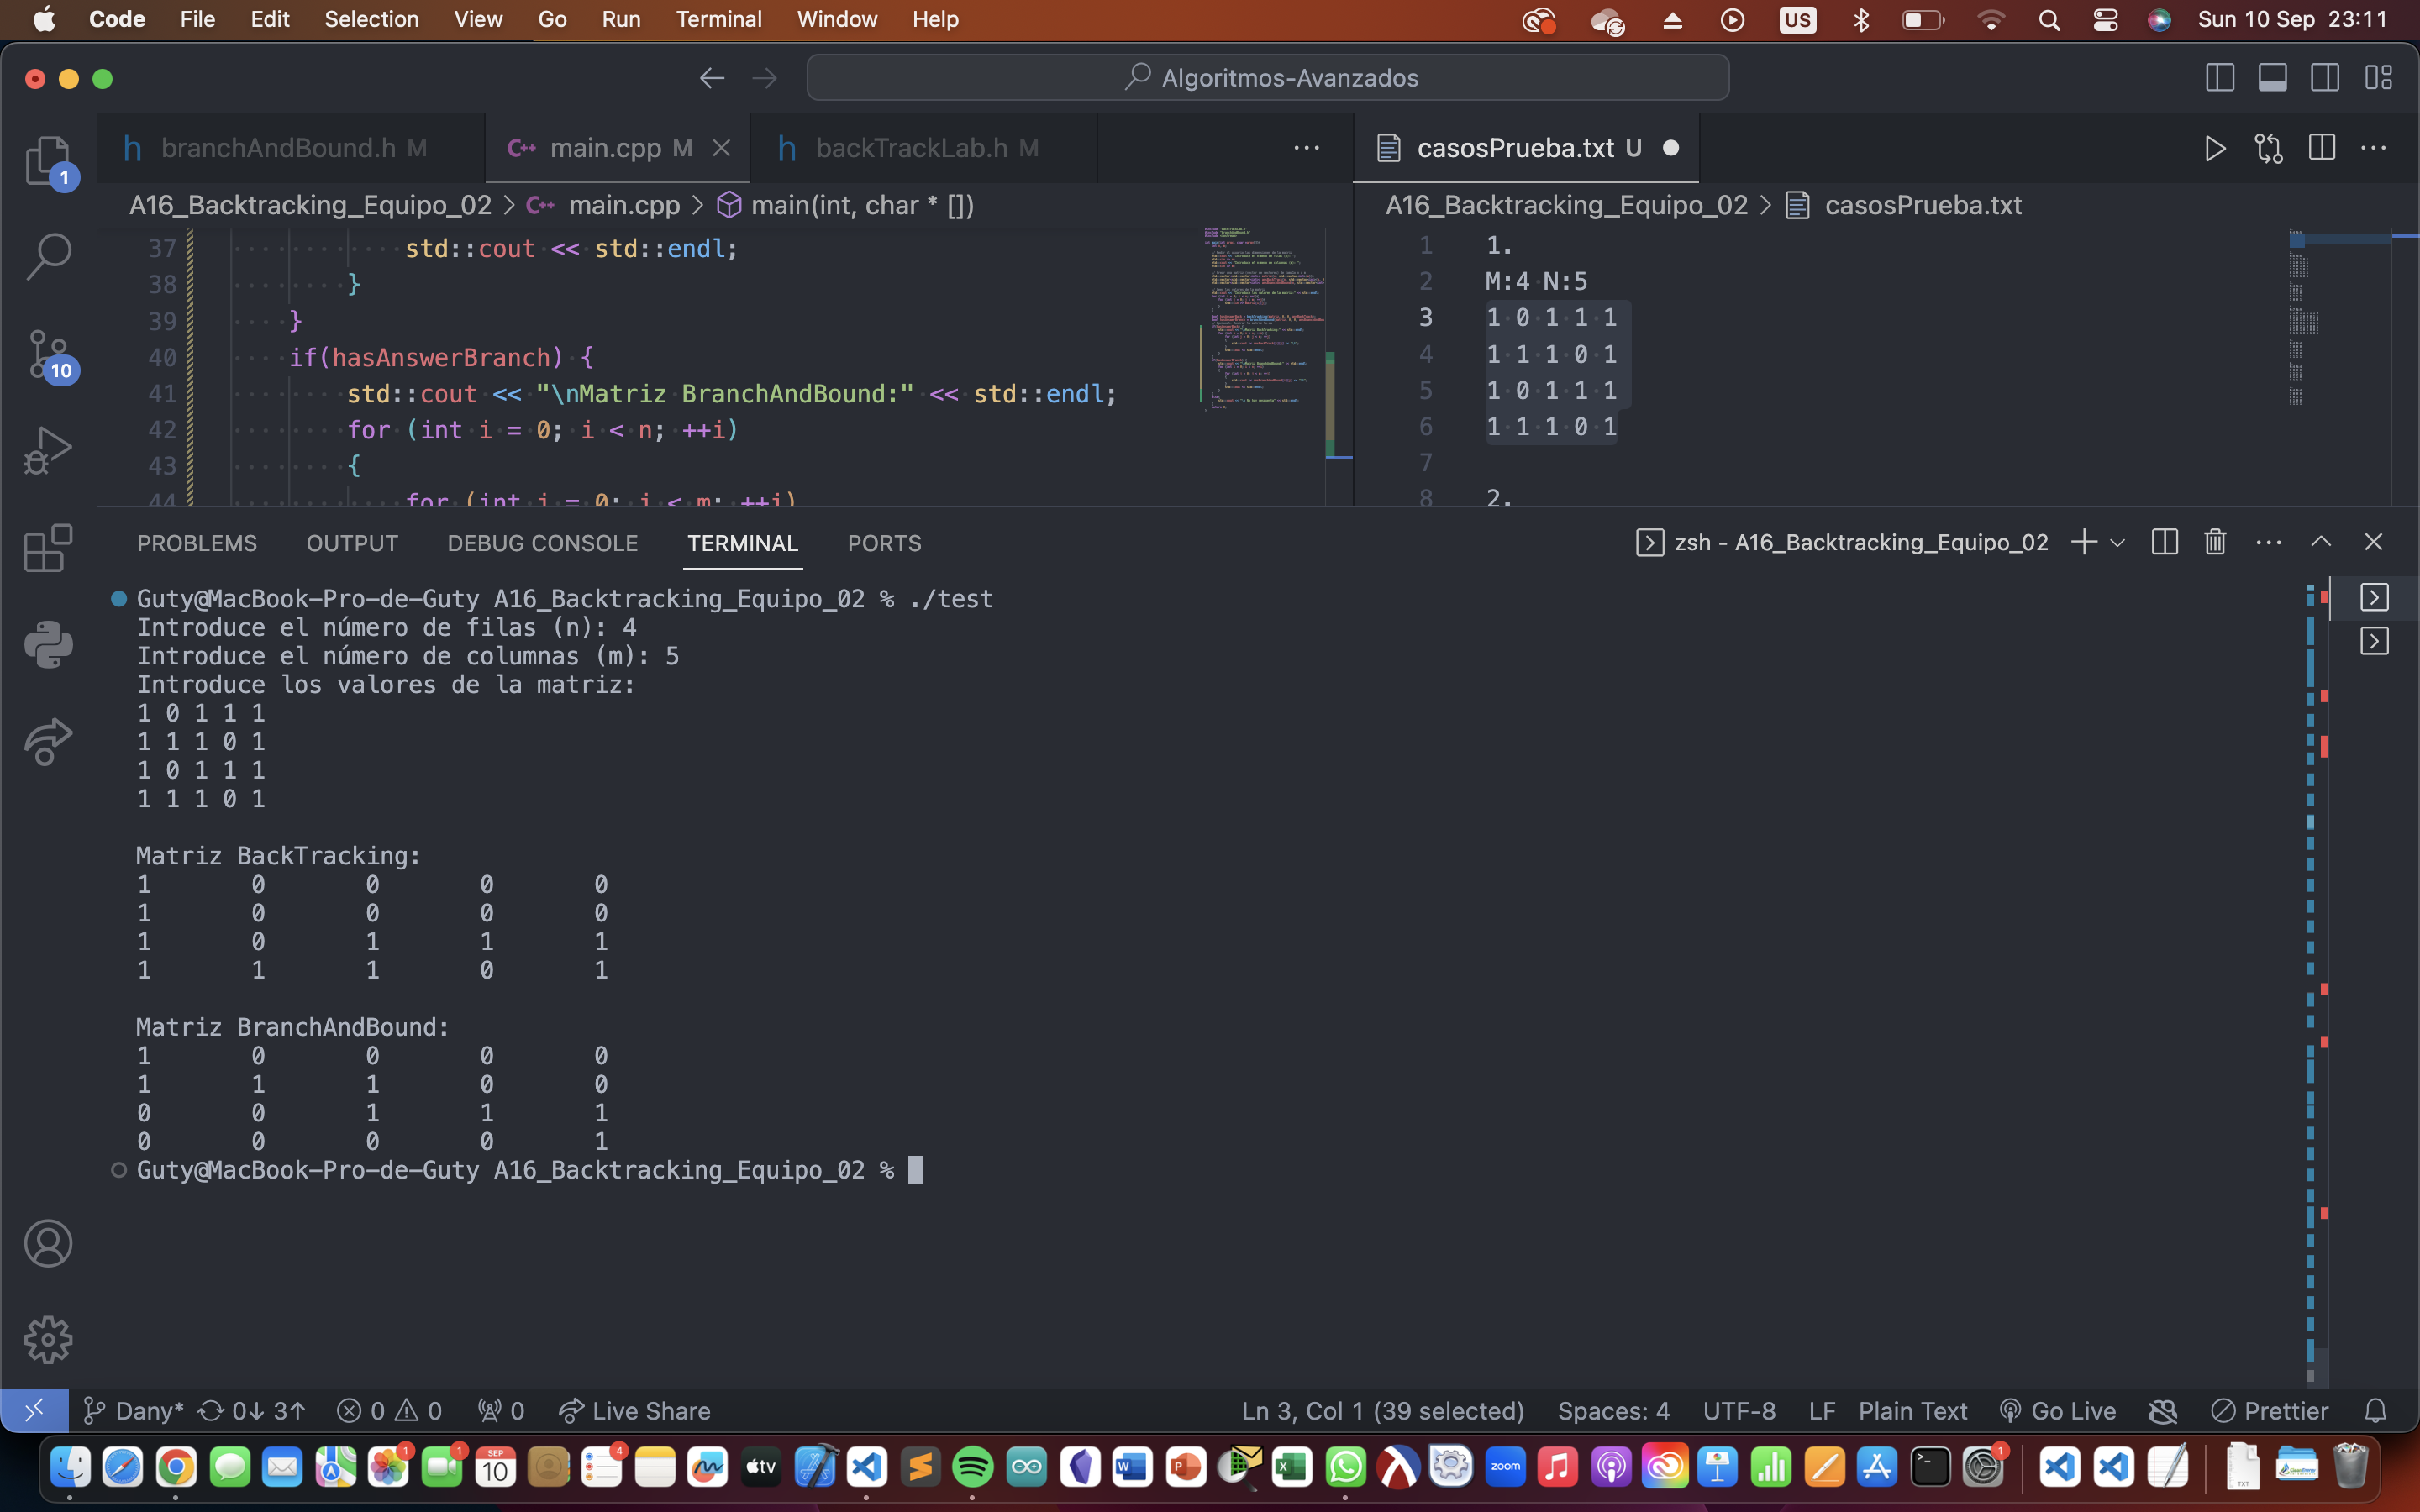 Code File Edit Selection View Go Run Terminal Window Help US Sun 10 Sep 23:11
Algoritmos-Avanzados
branchAndBound.h M main.cpp M backTrackLab.h M casosPrueba.txt U
A16_Backtracking_Equipo_02 > main.cpp > main(int, char * [])
A16_Backtracking_Equipo_02 > casosPrueba.txt
37 std::cout << std::endl;
38 }
39 }
40 if(hasAnswerBranch) {
41 std::cout << "\nMatriz BranchAndBound:" << std::endl;
42 for (int i = 0; i < n; ++i)
43 {
44 for (int j = 0; j < m; ++j)
1 1.
2 M:4 N:5
3 1 0 1 1 1
4 1 1 1 0 1
5 1 0 1 1 1
6 1 1 1 0 1
7
8 2.
1
10
PROBLEMS OUTPUT DEBUG CONSOLE TERMINAL PORTS zsh - A16_Backtracking_Equipo_02
Guty@MacBook-Pro-de-Guty A16_Backtracking_Equipo_02 % ./test
Introduce el número de filas (n): 4
Introduce el número de columnas (m): 5
Introduce los valores de la matriz:
1 0 1 1 1
1 1 1 0 1
1 0 1 1 1
1 1 1 0 1
Matriz BackTracking:
1 0 0 0 0
1 0 0 0 0
1 0 1 1 1
1 1 1 0 1
Matriz BranchAndBound:
1 0 0 0 0
1 1 1 0 0
0 0 1 1 1
0 0 0 0 1
Guty@MacBook-Pro-de-Guty A16_Backtracking_Equipo_02 %
Dany* 0↓ 3↑ 0 0 0 Live Share Ln 3, Col 1 (39 selected) Spaces: 4 UTF-8 LF Plain Text Go Live Prettier
1 1 SEP 10 4 tv zoom 1 TXT